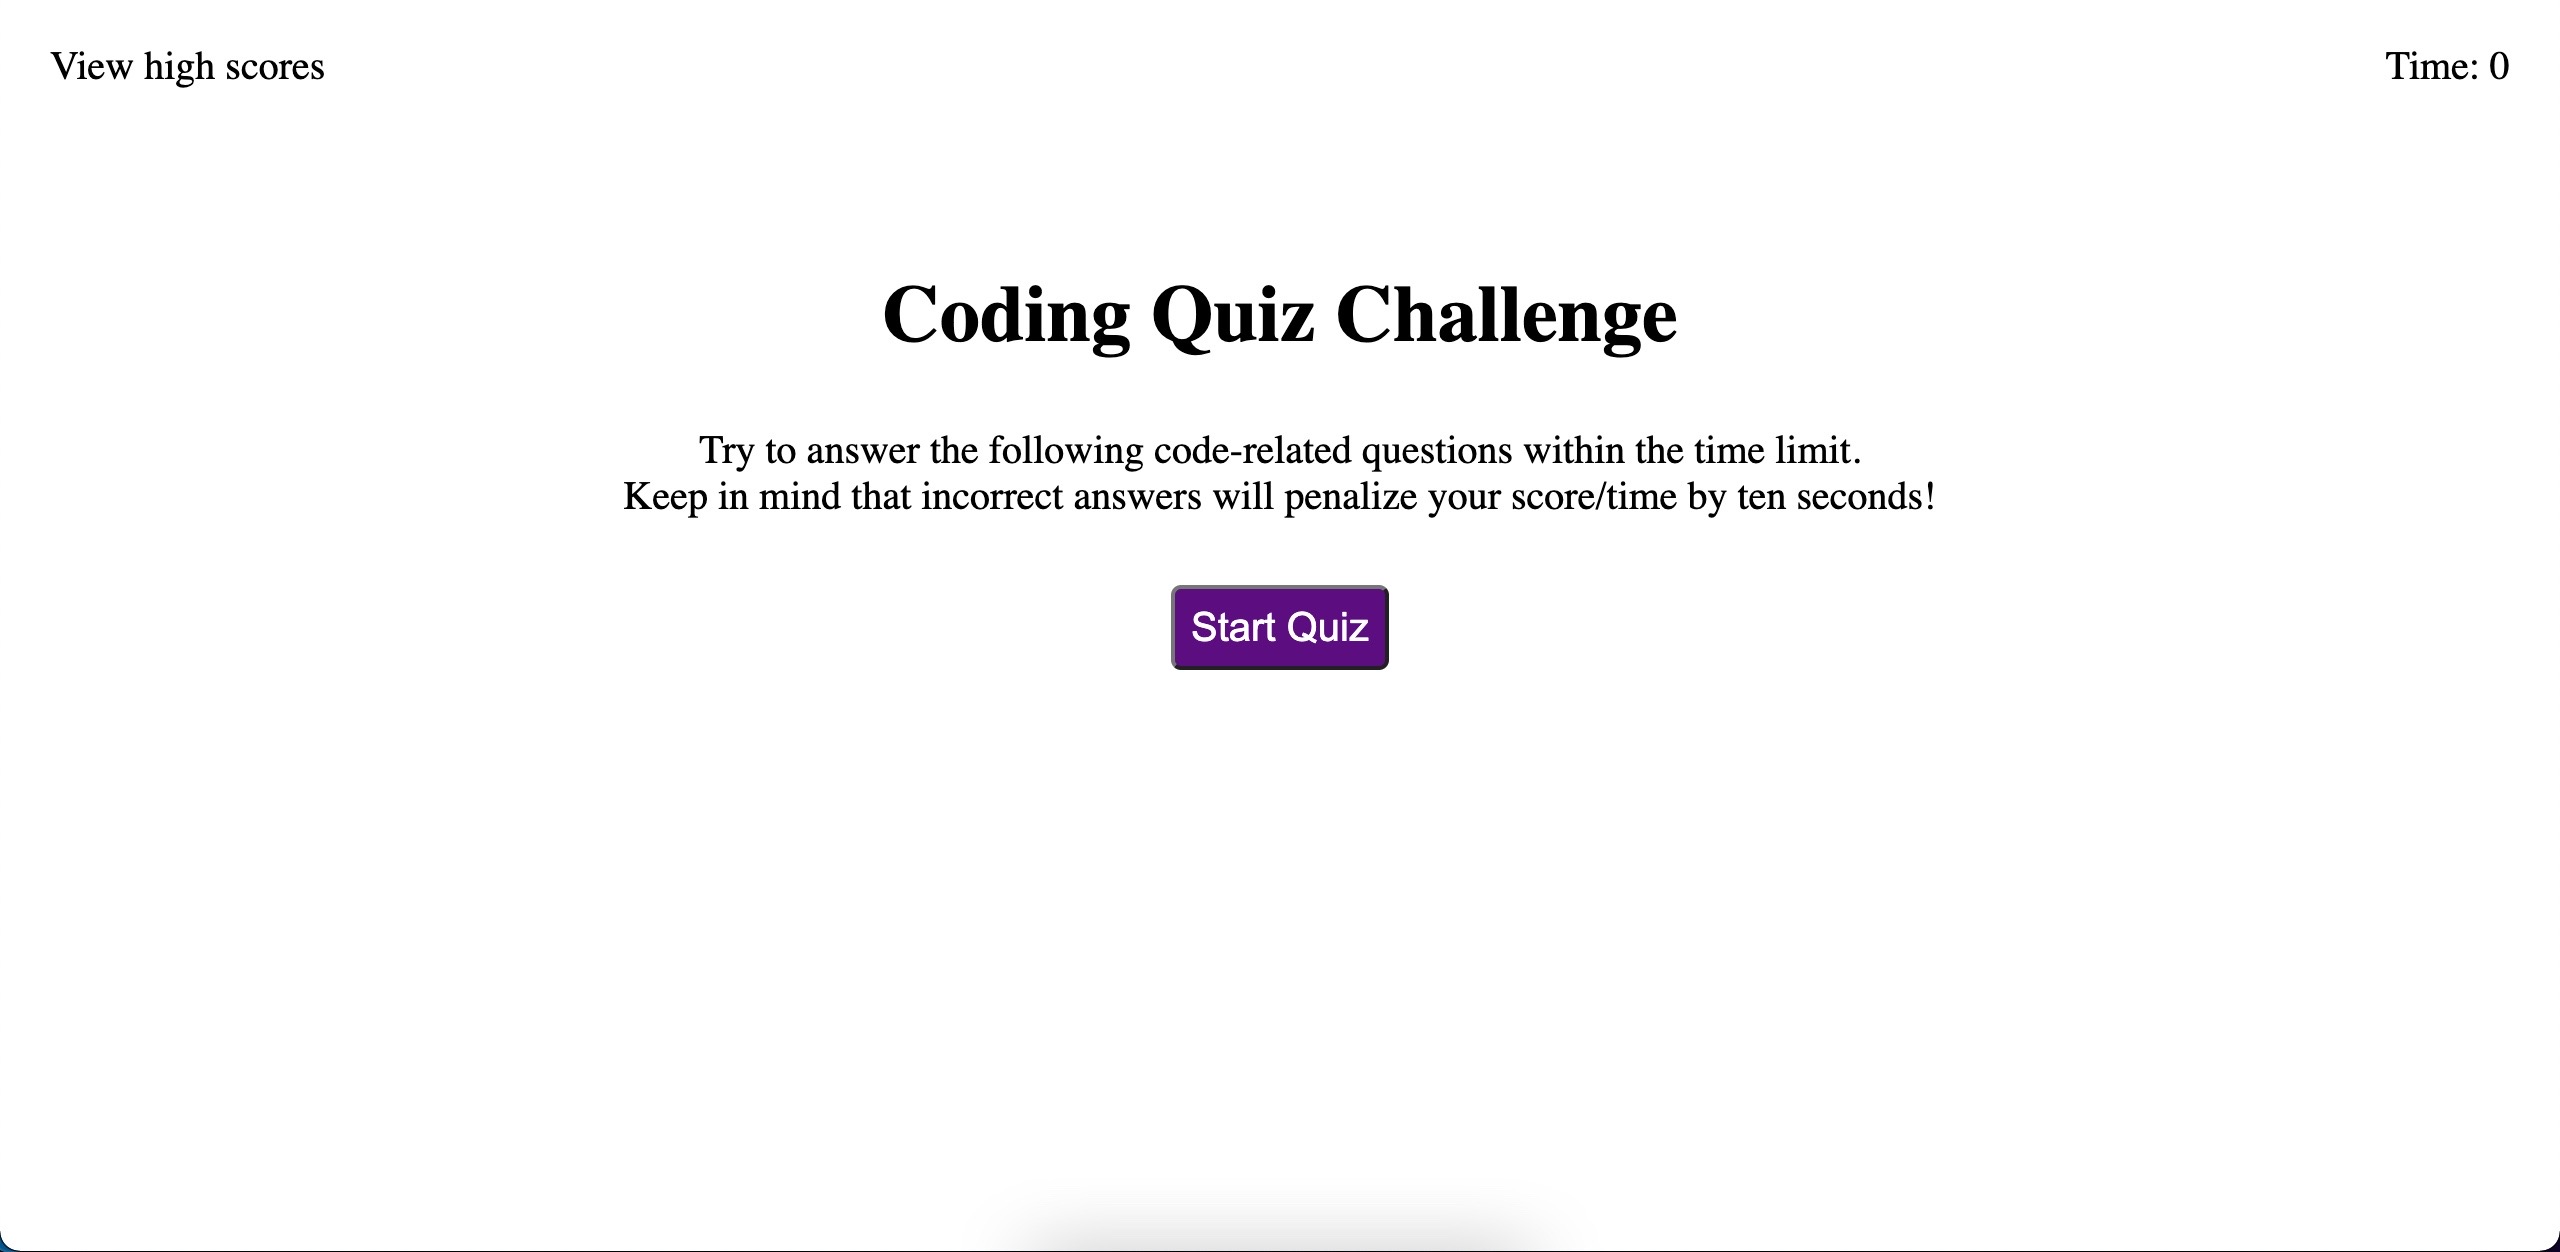 View high scores
Time: 0
Coding Quiz Challenge
Try to answer the following code-related questions within the time limit.
Keep in mind that incorrect answers will penalize your score/time by ten seconds!
Start Quiz